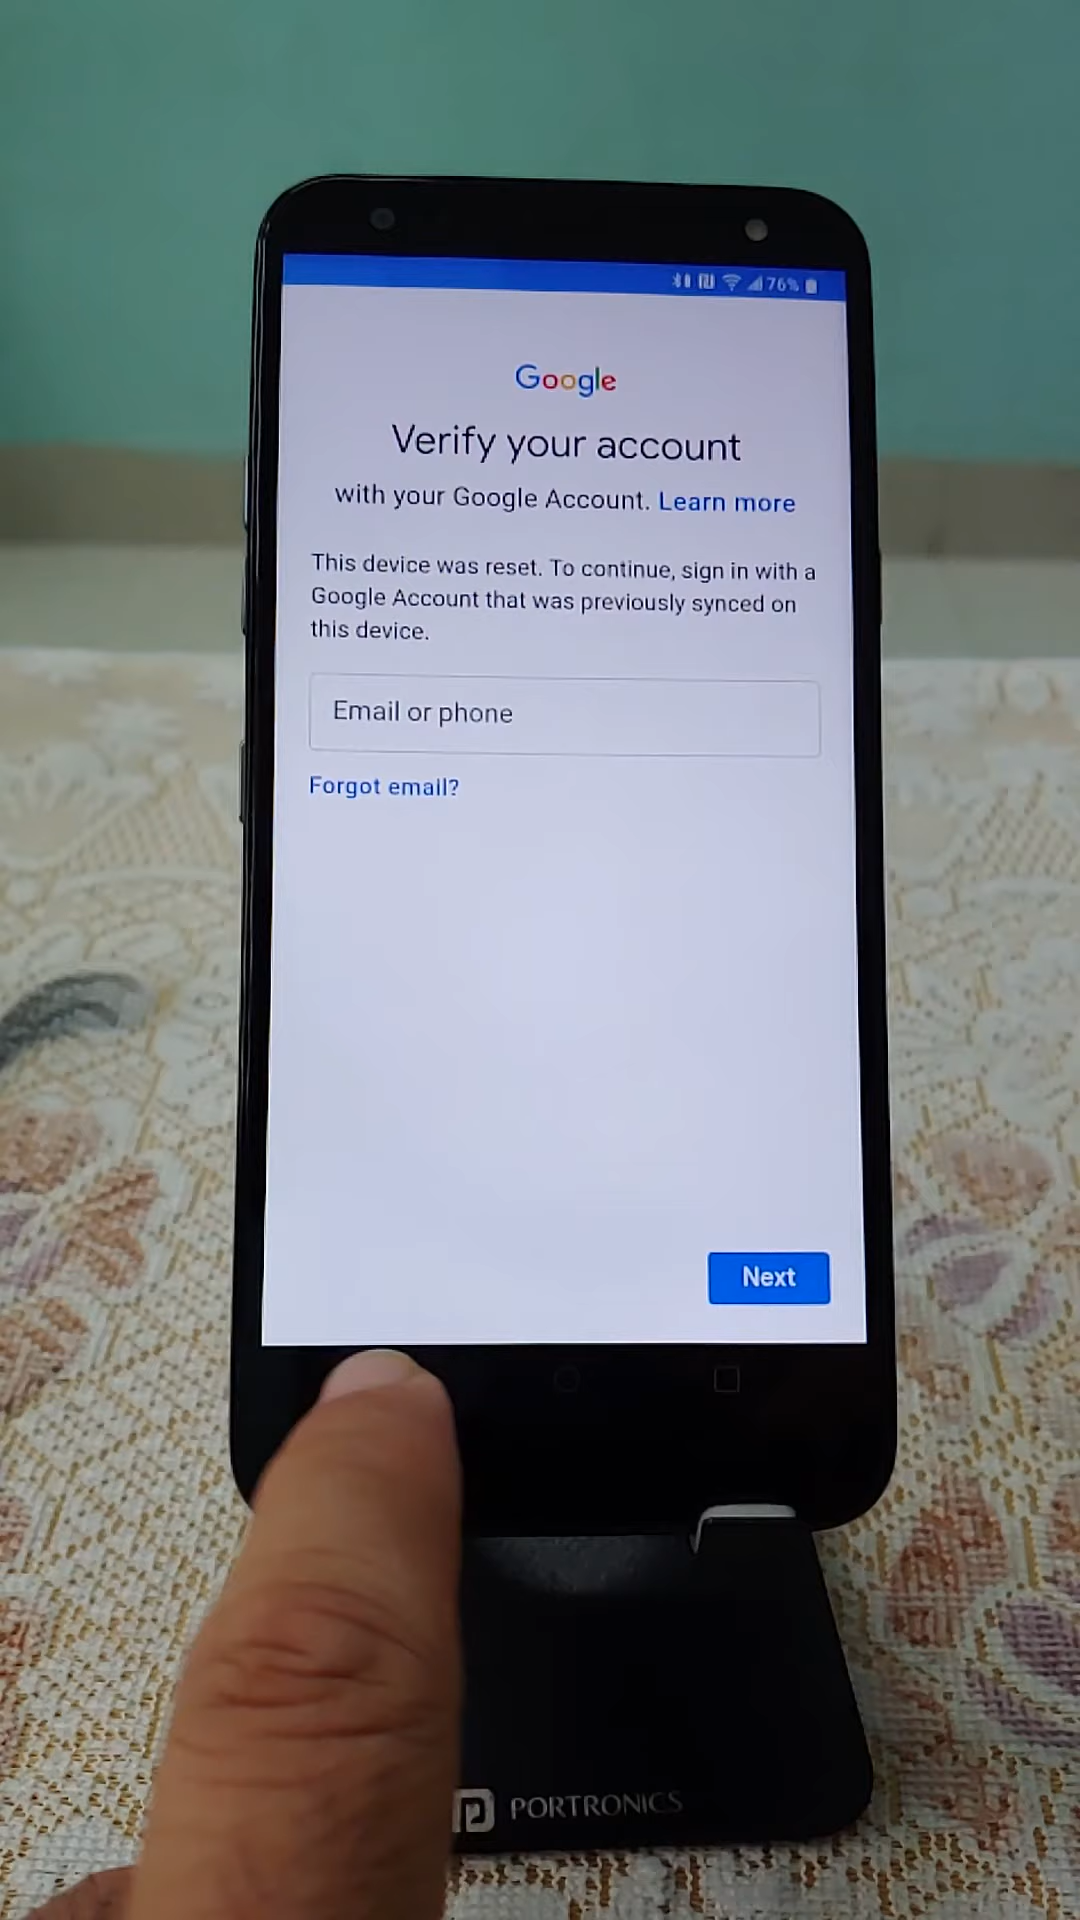 76%
Google
Verify your account
with your Google Account. Learn more
This device was reset. To continue, sign in with a
Google Account that was previously synced on
this device.
Email or phone
Forgot email?
Next
PORTRONICS